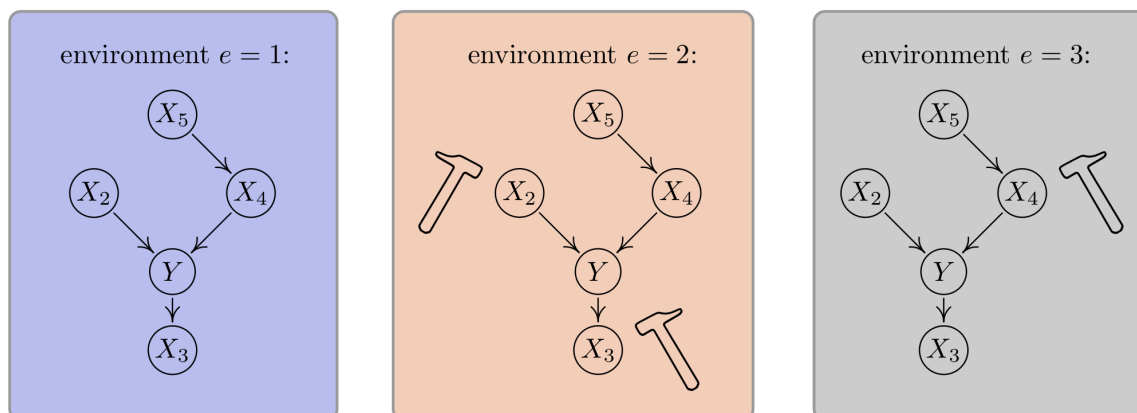 environment e = 1:
X₅
X₂ X₄
Y
X₃
environment e = 2:
X₅
X₂ X₄
Y
X₃
environment e = 3:
X₅
X₂ X₄
Y
X₃